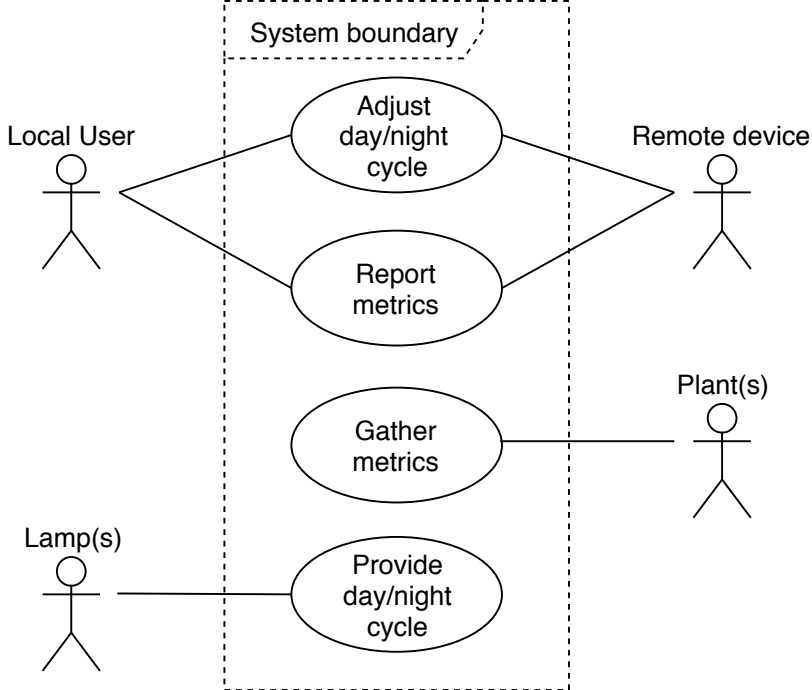 System boundary
Adjust
day/night
cycle
Local User
Remote device
Report
metrics
Plant(s)
Gather
metrics
Lamp(s)
Provide
day/night
cycle